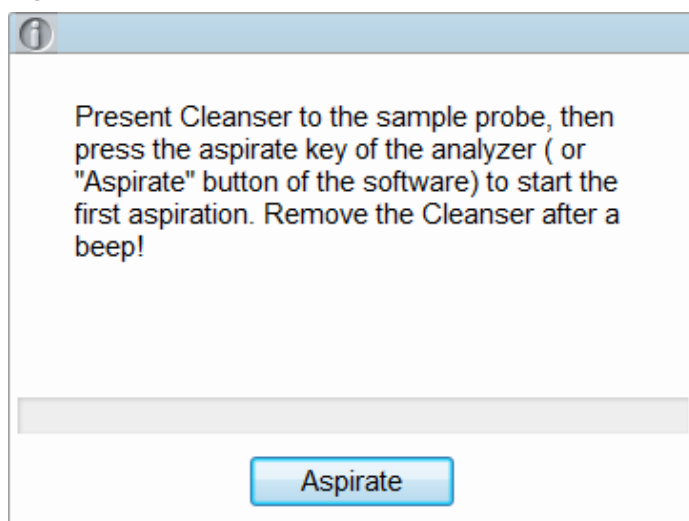 Present Cleanser to the sample probe, then
press the aspirate key of the analyzer ( or
"Aspirate" button of the software) to start the
first aspiration. Remove the Cleanser after a
beep!
Aspirate